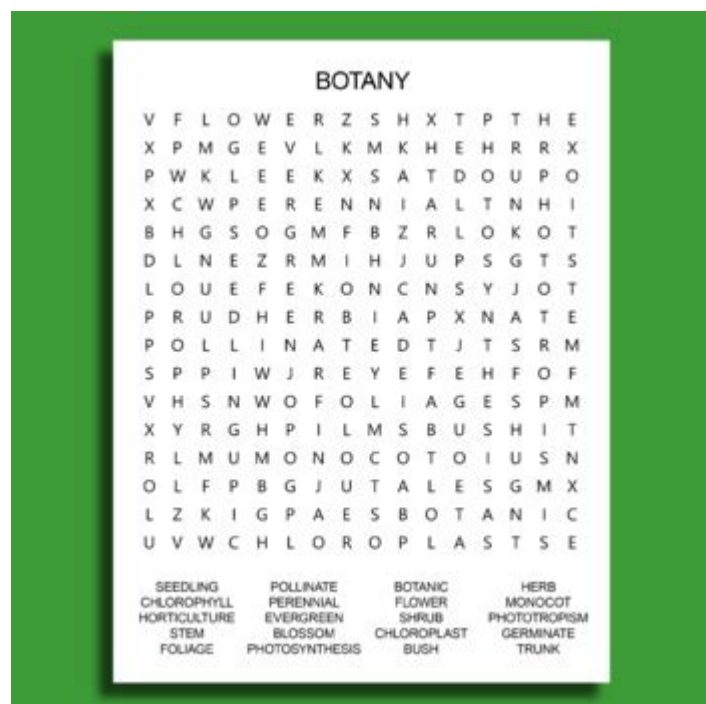 BOTANY
V F L O W E R Z S H X T P T H E
X P M G E V L K M K H E H R R X
P W K L E E K X S A T D O U P O
X C W P E R E N N I A L T N H I
B H G S O G M F B Z R L O K O T
D L N E Z R M I H J U P S G T S
L O U E F E K O N C N S Y J O T
P R U D H E R B I A P X N A T E
P O L L I N A T E D T J T S R M
S P P I W J R E Y E F E H F O F
V H S N W O F O L I A G E S P M
X Y R G H P I L M S B U S H I T
R L M U M O N O C O T O I U S N
O L F P B G J U T A L E S G M X
L Z K I G P A E S B O T A N I C
U V W C H L O R O P L A S T S E
SEEDLING POLLINATE BOTANIC HERB
CHLOROPHYLL PERENNIAL FLOWER MONOCOT
HORTICULTURE EVERGREEN SHRUB PHOTOTROPISM
STEM BLOSSOM CHLOROPLAST GERMINATE
FOLIAGE PHOTOSYNTHESIS BUSH TRUNK